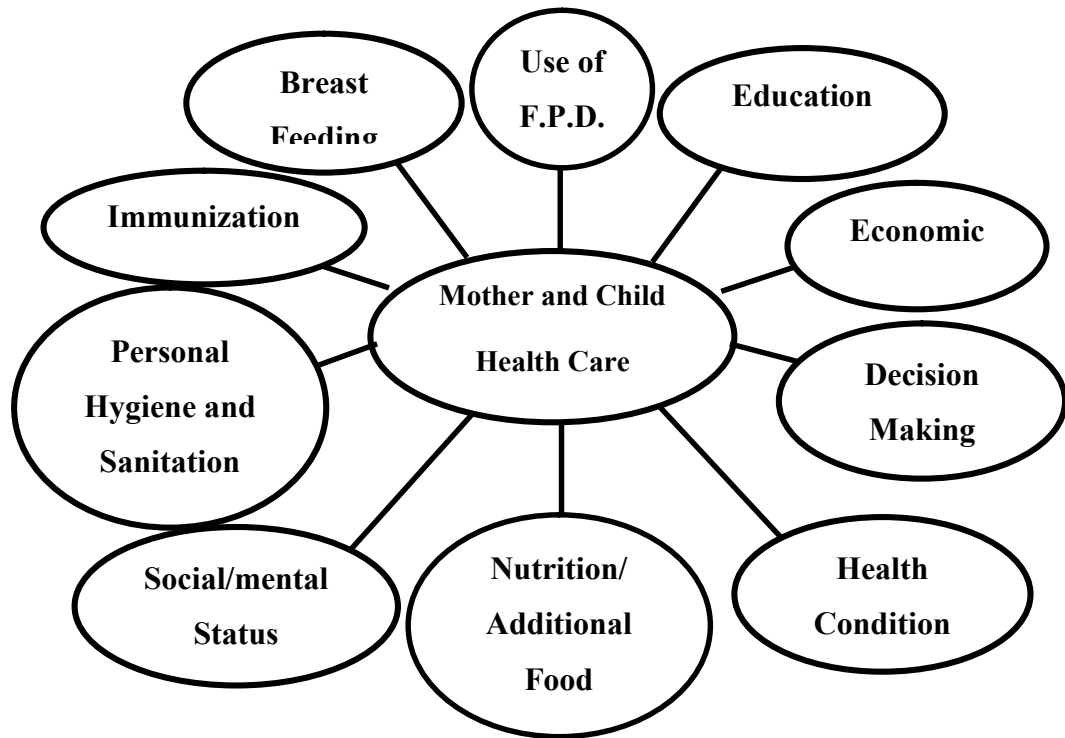 Use of
F.P.D.
Breast
Feeding
Education
Immunization
Economic
Mother and Child
Health Care
Personal
Hygiene and
Sanitation
Decision
Making
Social/mental
Status
Nutrition/
Additional
Food
Health
Condition